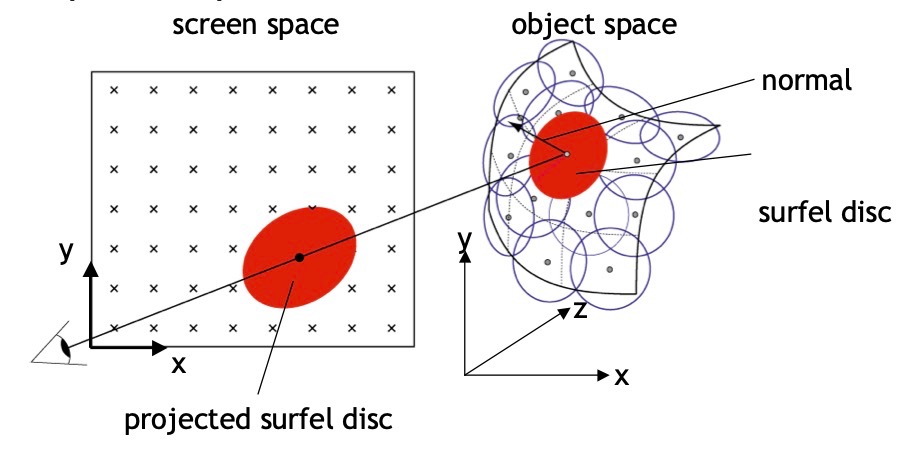 screen space
object space
normal
surfel disc
y
x
y
z
x
projected surfel disc